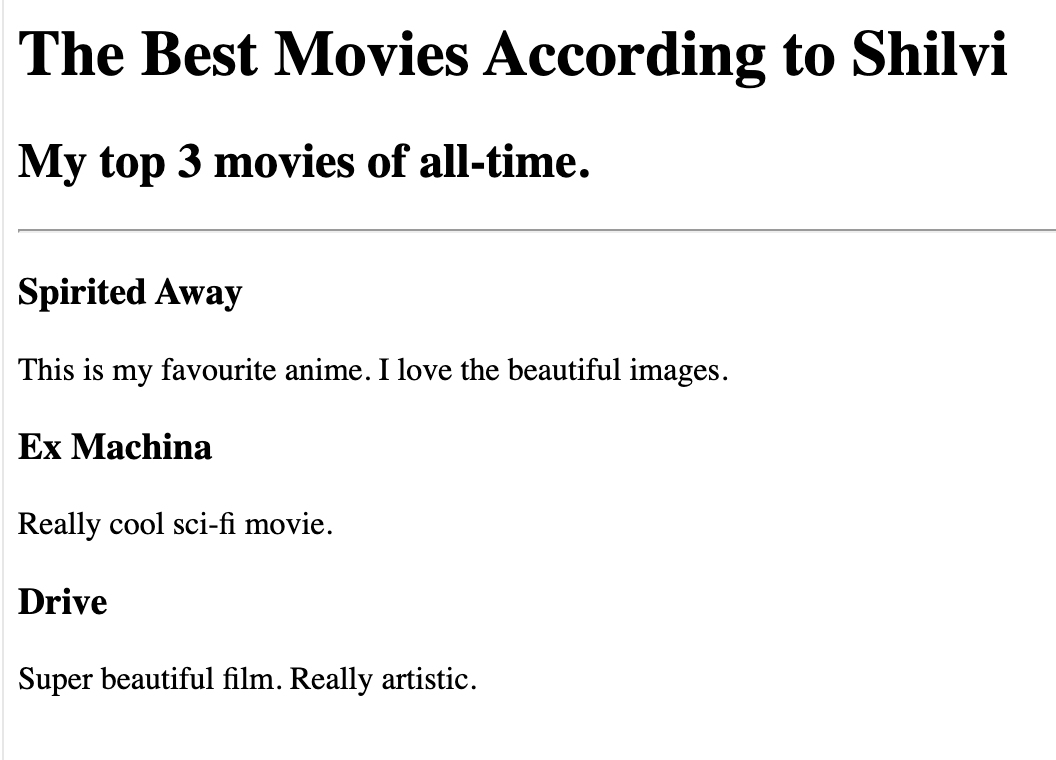 The Best Movies According to Shilvi
My top 3 movies of all-time.
Spirited Away
This is my favourite anime. I love the beautiful images.
Ex Machina
Really cool sci-fi movie.
Drive
Super beautiful film. Really artistic.